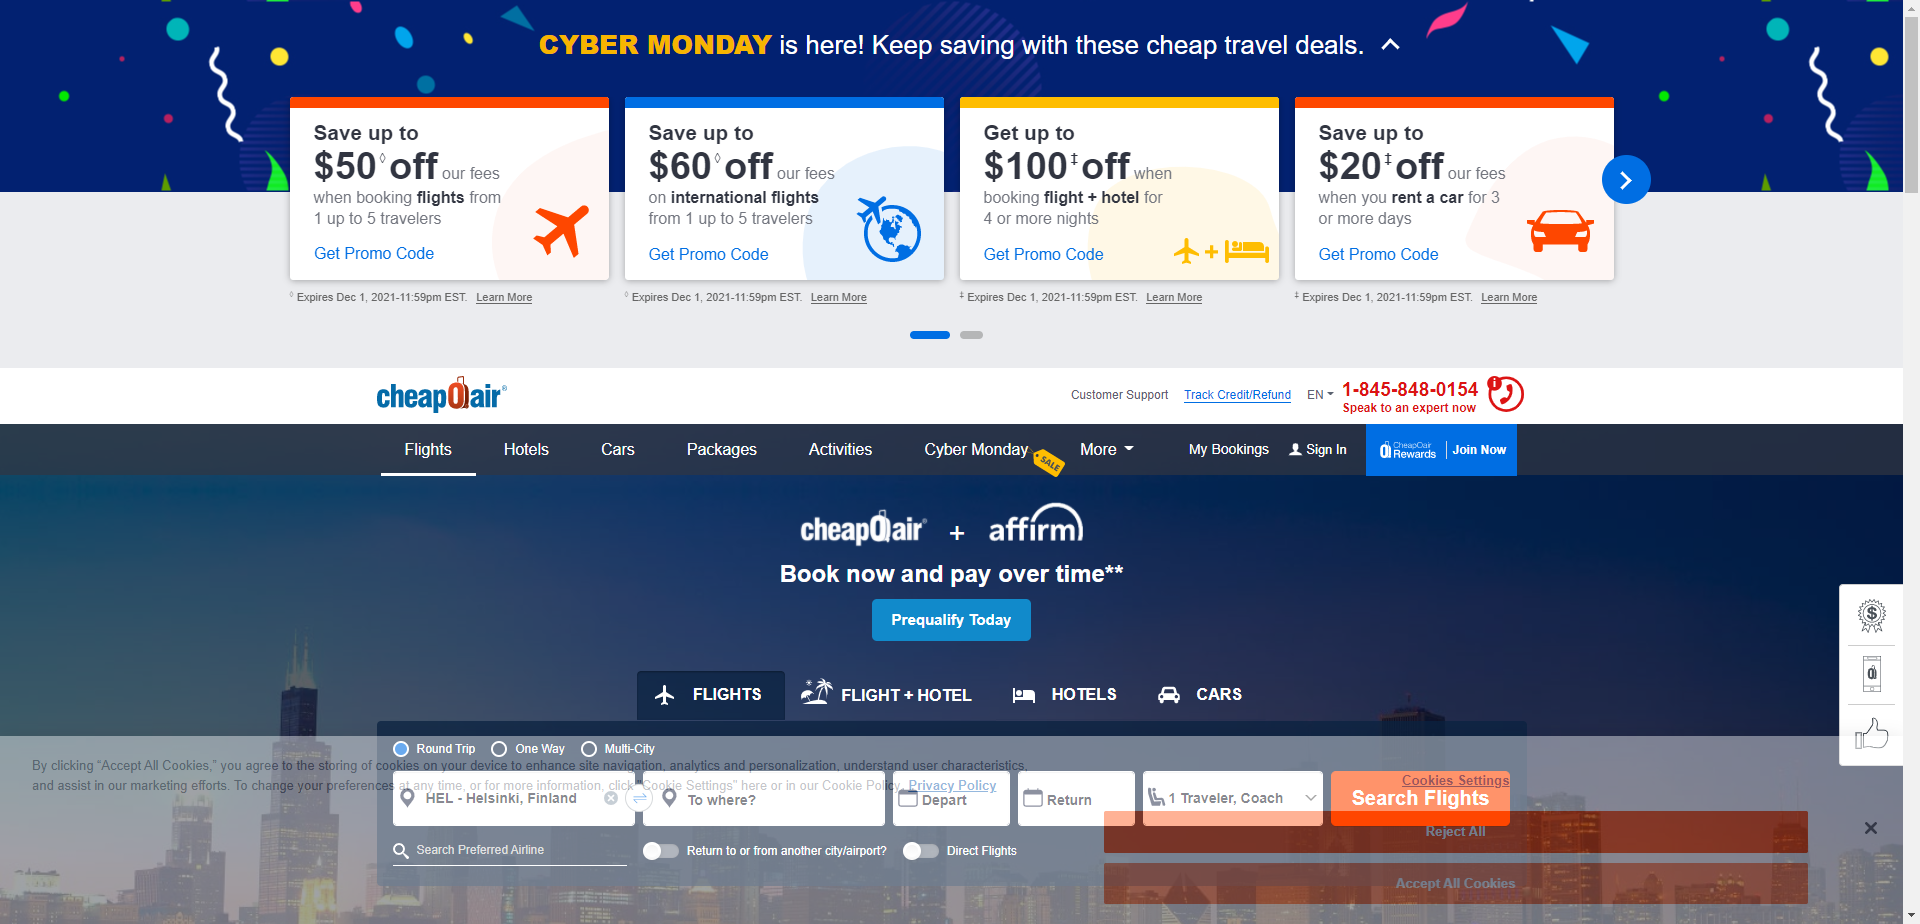 CYBER MONDAY is here! Keep saving with these cheap travel deals.
Save up to
$50◊ off our fees
when booking flights from
1 up to 5 travelers
Get Promo Code
◊ Expires Dec 1, 2021-11:59pm EST. Learn More
Save up to
$60◊ off our fees
on international flights
from 1 up to 5 travelers
Get Promo Code
◊ Expires Dec 1, 2021-11:59pm EST. Learn More
Get up to
$100‡ off when
booking flight + hotel for
4 or more nights
Get Promo Code
‡ Expires Dec 1, 2021-11:59pm EST. Learn More
Save up to
$20‡ off our fees
when you rent a car for 3
or more days
Get Promo Code
‡ Expires Dec 1, 2021-11:59pm EST. Learn More
cheapOair®
Customer Support Track Credit/Refund EN 1-845-848-0154
Speak to an expert now
Flights Hotels Cars Packages Activities Cyber Monday SALE More My Bookings Sign In CheapOair Rewards Join Now
cheapOair® + affirm
Book now and pay over time**
Prequalify Today
FLIGHTS FLIGHT + HOTEL HOTELS CARS
Round Trip One Way Multi-City
By clicking “Accept All Cookies,” you agree to the storing of cookies on your device to enhance site navigation, analytics and personalization, understand user characteristics,
and assist in our marketing efforts. To change your preferences at any time, or for more information, click "Cookie Settings" here or in our Cookie Policy. Privacy Policy
HEL - Helsinki, Finland To where? Depart Return 1 Traveler, Coach Search Flights
Cookies Settings
Reject All
Search Preferred Airline Return to or from another city/airport? Direct Flights
Accept All Cookies